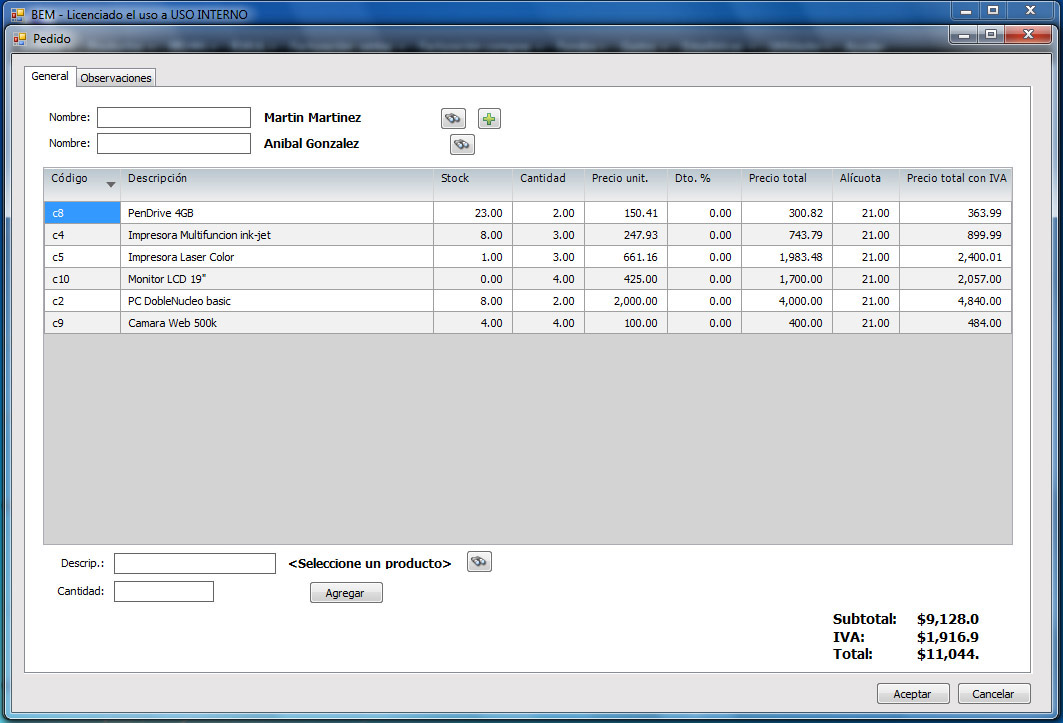 BEM - Licenciado el uso a USO INTERNO
Pedido
General Observaciones
Nombre: Martin Martinez
Nombre: Anibal Gonzalez
Código Descripción Stock Cantidad Precio unit. Dto. % Precio total Alícuota Precio total con IVA
c8 PenDrive 4GB 23.00 2.00 150.41 0.00 300.82 21.00 363.99
c4 Impresora Multifuncion ink-jet 8.00 3.00 247.93 0.00 743.79 21.00 899.99
c5 Impresora Laser Color 1.00 3.00 661.16 0.00 1,983.48 21.00 2,400.01
c10 Monitor LCD 19" 0.00 4.00 425.00 0.00 1,700.00 21.00 2,057.00
c2 PC DobleNucleo basic 8.00 2.00 2,000.00 0.00 4,000.00 21.00 4,840.00
c9 Camara Web 500k 4.00 4.00 100.00 0.00 400.00 21.00 484.00
Descrip.: <Seleccione un producto>
Cantidad: Agregar
Subtotal: $9,128.0
IVA: $1,916.9
Total: $11,044.
Aceptar Cancelar